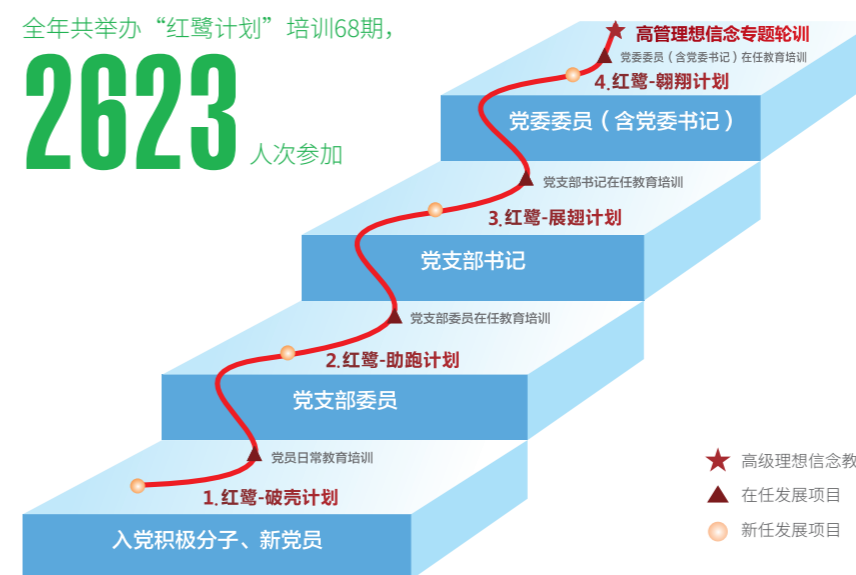 全年共举办“红鹭计划”培训68期，
2623 人次参加
高管理想信念专题轮训
党委委员（含党委书记）在任教育培训
4.红鹭-翱翔计划
党委委员（含党委书记）
党支部书记在任教育培训
3.红鹭-展翅计划
党支部书记
党支部委员在任教育培训
2.红鹭-助跑计划
党支部委员
党员日常教育培训
1.红鹭-破壳计划
入党积极分子、新党员
高级理想信念教
在任发展项目
新任发展项目